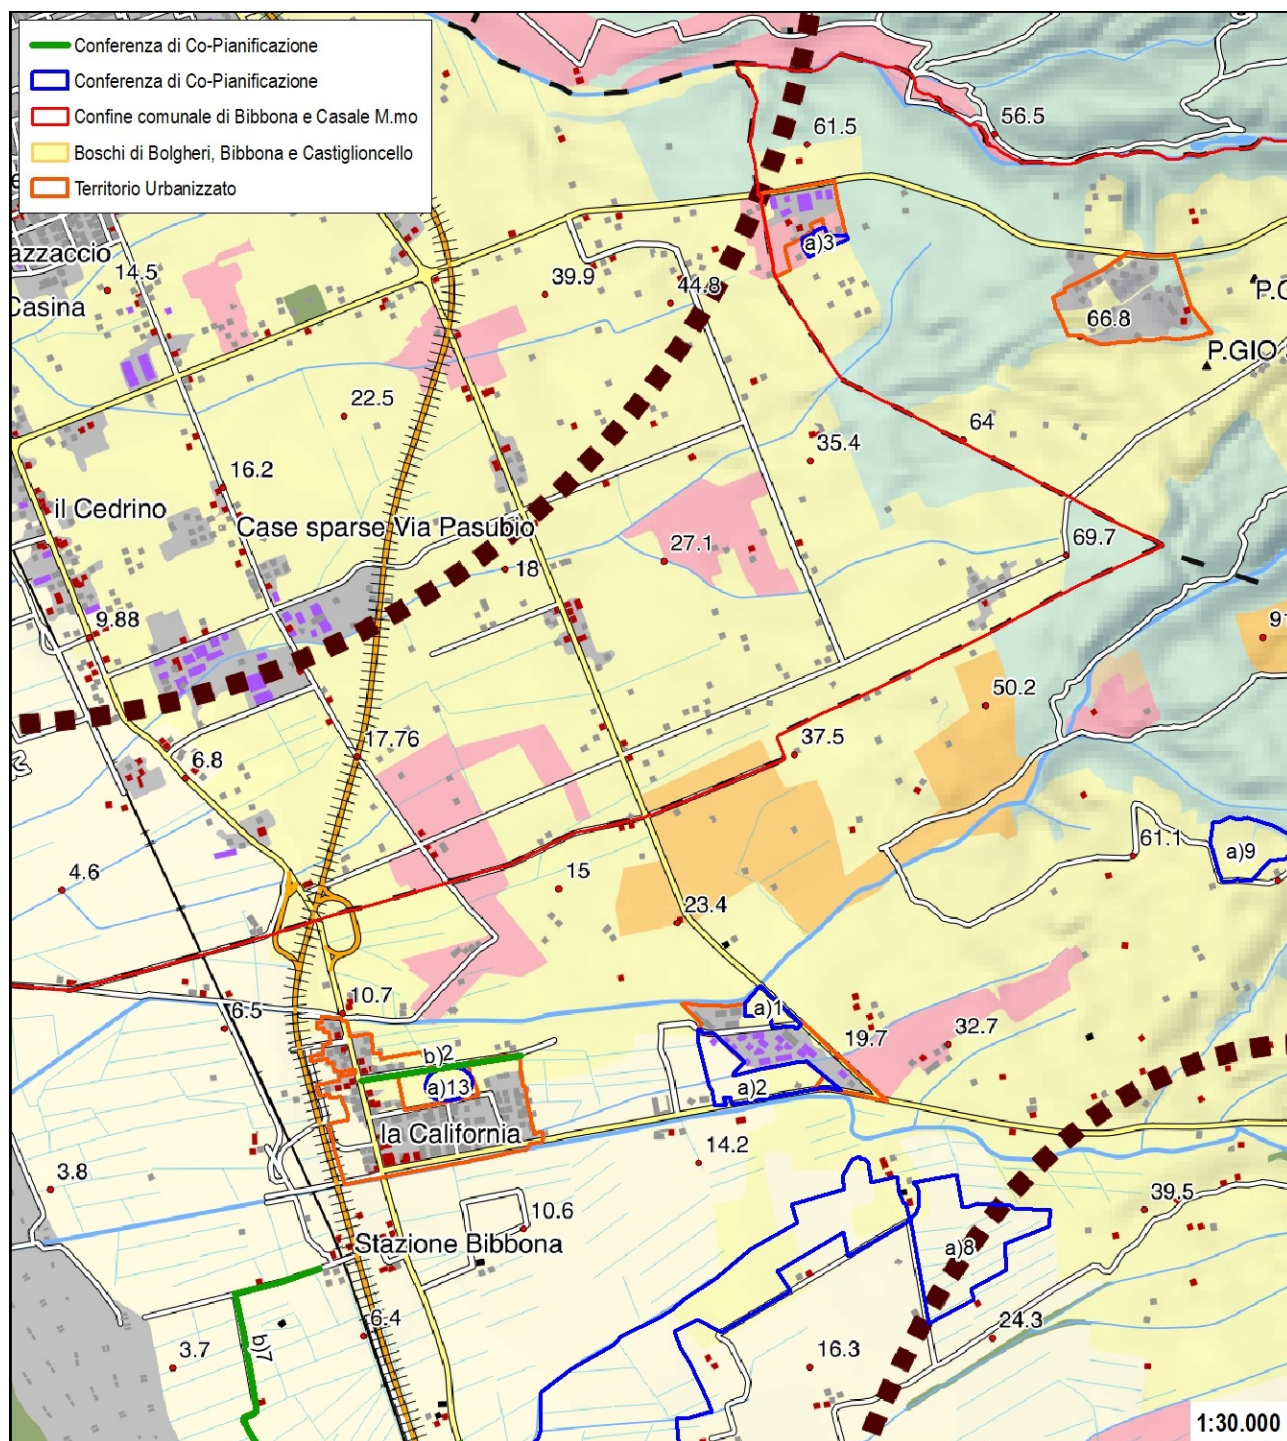 Conferenza di Co-Pianificazione
Conferenza di Co-Pianificazione
Confine comunale di Bibbona e Casale M.mo
Boschi di Bolgheri, Bibbona e Castiglioncello
Territorio Urbanizzato
61.5
56.5
azzaccio
14.5
Casina
39.9
44.8
a)3
66.8
P.GIO
22.5
35.4
64
16.2
il Cedrino
Case sparse Via Pasubio
18
27.1
69.7
9.88
91
50.2
17.76
6.8
37.5
4.6
15
23.4
61.1
a)9
6.5
10.7
a)1
19.7
32.7
b)2
a)13
a)2
la California
14.2
3.8
10.6
39.5
Stazione Bibbona
a)8
6.4
24.3
3.7
b)7
16.3
1:30.000